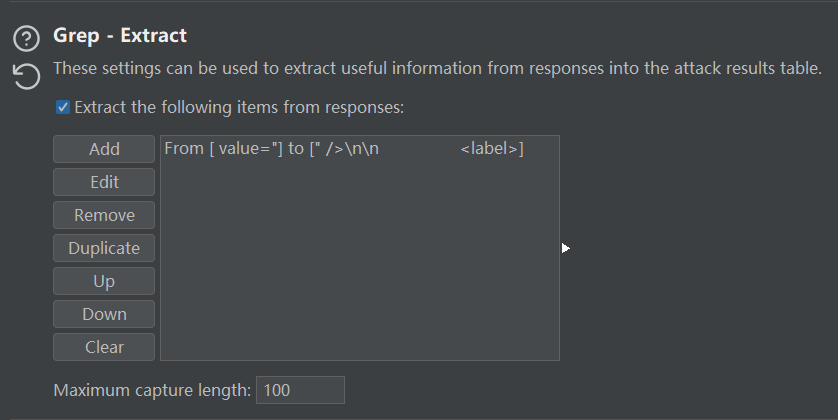 Grep - Extract
These settings can be used to extract useful information from responses into the attack results table.
Extract the following items from responses:
Add
From [ value="] to [" />\n\n                <label>]
Edit
Remove
Duplicate
Up
Down
Clear
Maximum capture length: 100